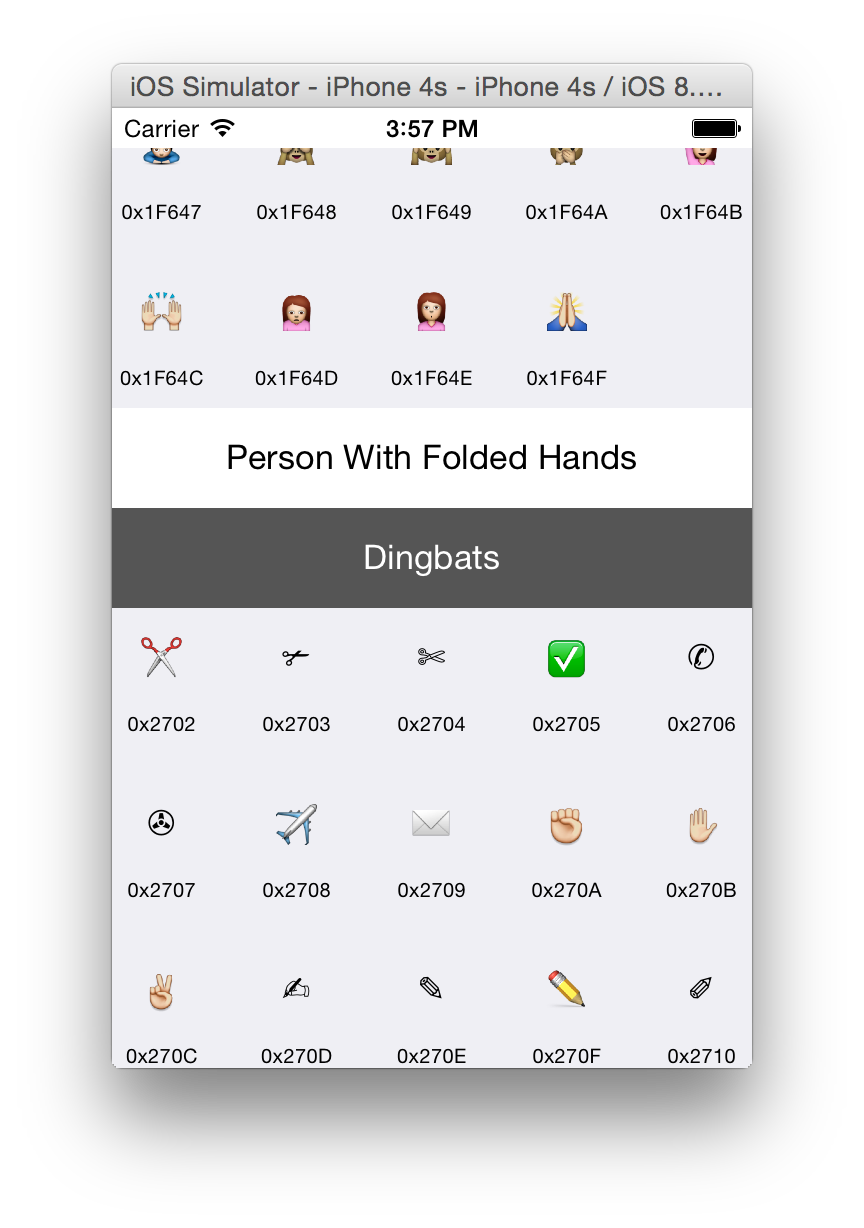 iOS Simulator - iPhone 4s - iPhone 4s / iOS 8....
Carrier 3:57 PM
0x1F647 0x1F648 0x1F649 0x1F64A 0x1F64B
0x1F64C 0x1F64D 0x1F64E 0x1F64F
Person With Folded Hands
Dingbats
0x2702 0x2703 0x2704 0x2705 0x2706
0x2707 0x2708 0x2709 0x270A 0x270B
0x270C 0x270D 0x270E 0x270F 0x2710